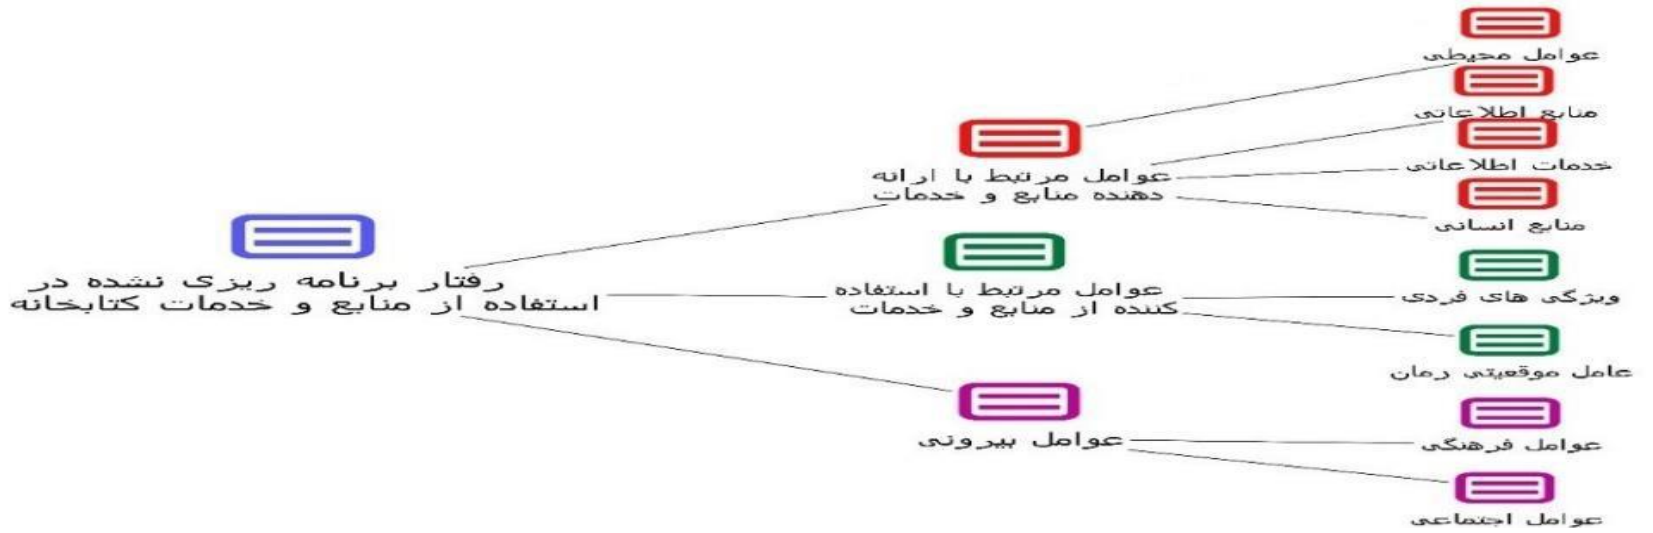 رفتار برنامه ریزی نشده در
استفاده از منابع و خدمات کتابخانه
عوامل مرتبط با ارائه
دهنده منابع و خدمات
عوامل محیطی
منابع اطلاعاتی
خدمات اطلاعاتی
منابع انسانی
عوامل مرتبط با استفاده
کننده از منابع و خدمات
ویژگی های فردی
عامل موقعیتی زمان
عوامل بیرونی
عوامل فرهنگی
عوامل اجتماعی